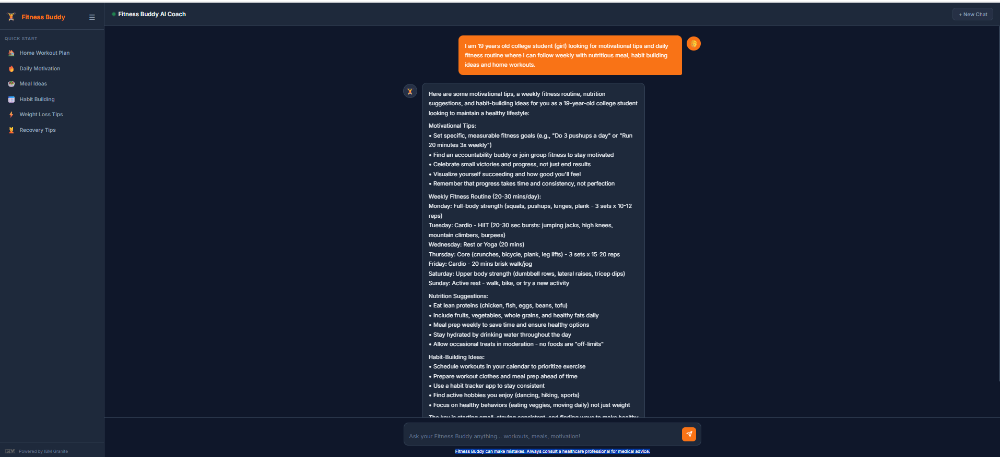 Fitness Buddy
☰
QUICK START
Home Workout Plan
Daily Motivation
Meal Ideas
Habit Building
Weight Loss Tips
Recovery Tips
IBM Powered by IBM Granite
Fitness Buddy AI Coach
+ New Chat
I am 19 years old college student (girl) looking for motivational tips and daily
fitness routine where I can follow weekly with nutritious meal, habit building
ideas and home workouts.
Here are some motivational tips, a weekly fitness routine, nutrition
suggestions, and habit-building ideas for you as a 19-year-old college student
looking to maintain a healthy lifestyle:
Motivational Tips:
• Set specific, measurable fitness goals (e.g., "Do 3 pushups a day" or "Run
20 minutes 3x weekly")
• Find an accountability buddy or join group fitness to stay motivated
• Celebrate small victories and progress, not just end results
• Visualize yourself succeeding and how good you'll feel
• Remember that progress takes time and consistency, not perfection
Weekly Fitness Routine (20-30 mins/day):
Monday: Full-body strength (squats, pushups, lunges, plank - 3 sets x 10-12
reps)
Tuesday: Cardio - HIIT (20-30 sec bursts: jumping jacks, high knees,
mountain climbers, burpees)
Wednesday: Rest or Yoga (20 mins)
Thursday: Core (crunches, bicycle, plank, leg lifts) - 3 sets x 15-20 reps
Friday: Cardio - 20 mins brisk walk/jog
Saturday: Upper body strength (dumbbell rows, lateral raises, tricep dips)
Sunday: Active rest - walk, bike, or try a new activity
Nutrition Suggestions:
• Eat lean proteins (chicken, fish, eggs, beans, tofu)
• Include fruits, vegetables, whole grains, and healthy fats daily
• Meal prep weekly to save time and ensure healthy options
• Stay hydrated by drinking water throughout the day
• Allow occasional treats in moderation - no foods are "off-limits"
Habit-Building Ideas:
• Schedule workouts in your calendar to prioritize exercise
• Prepare workout clothes and meal prep ahead of time
• Use a habit tracker app to stay consistent
• Find active hobbies you enjoy (dancing, hiking, sports)
• Focus on healthy behaviors (eating veggies, moving daily) not just weight
The key is starting small, staying consistent, and finding ways to make healthy
Ask your Fitness Buddy anything... workouts, meals, motivation!
Fitness Buddy can make mistakes. Always consult a healthcare professional for medical advice.